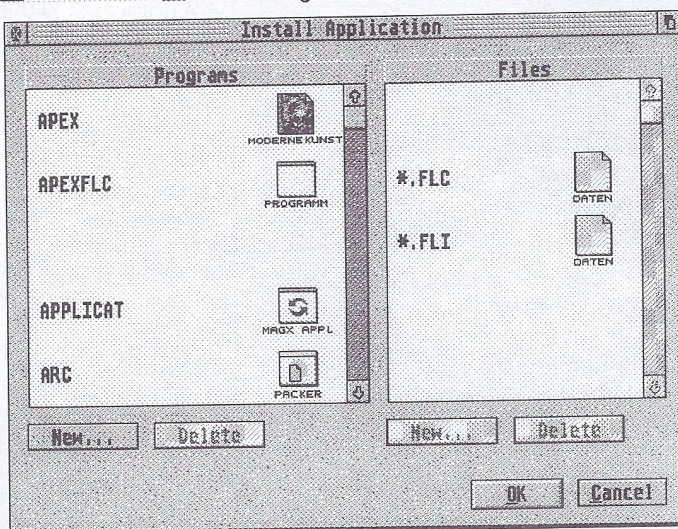 Install Application
Programs
Files
APEX
MODERNE KUNST
APEXFLC
PROGRAMM
*.FLC
DATEN
*.FLI
DATEN
APPLICAT
MAGX APPL
ARC
PACKER
New...
Delete
New...
Delete
OK
Cancel